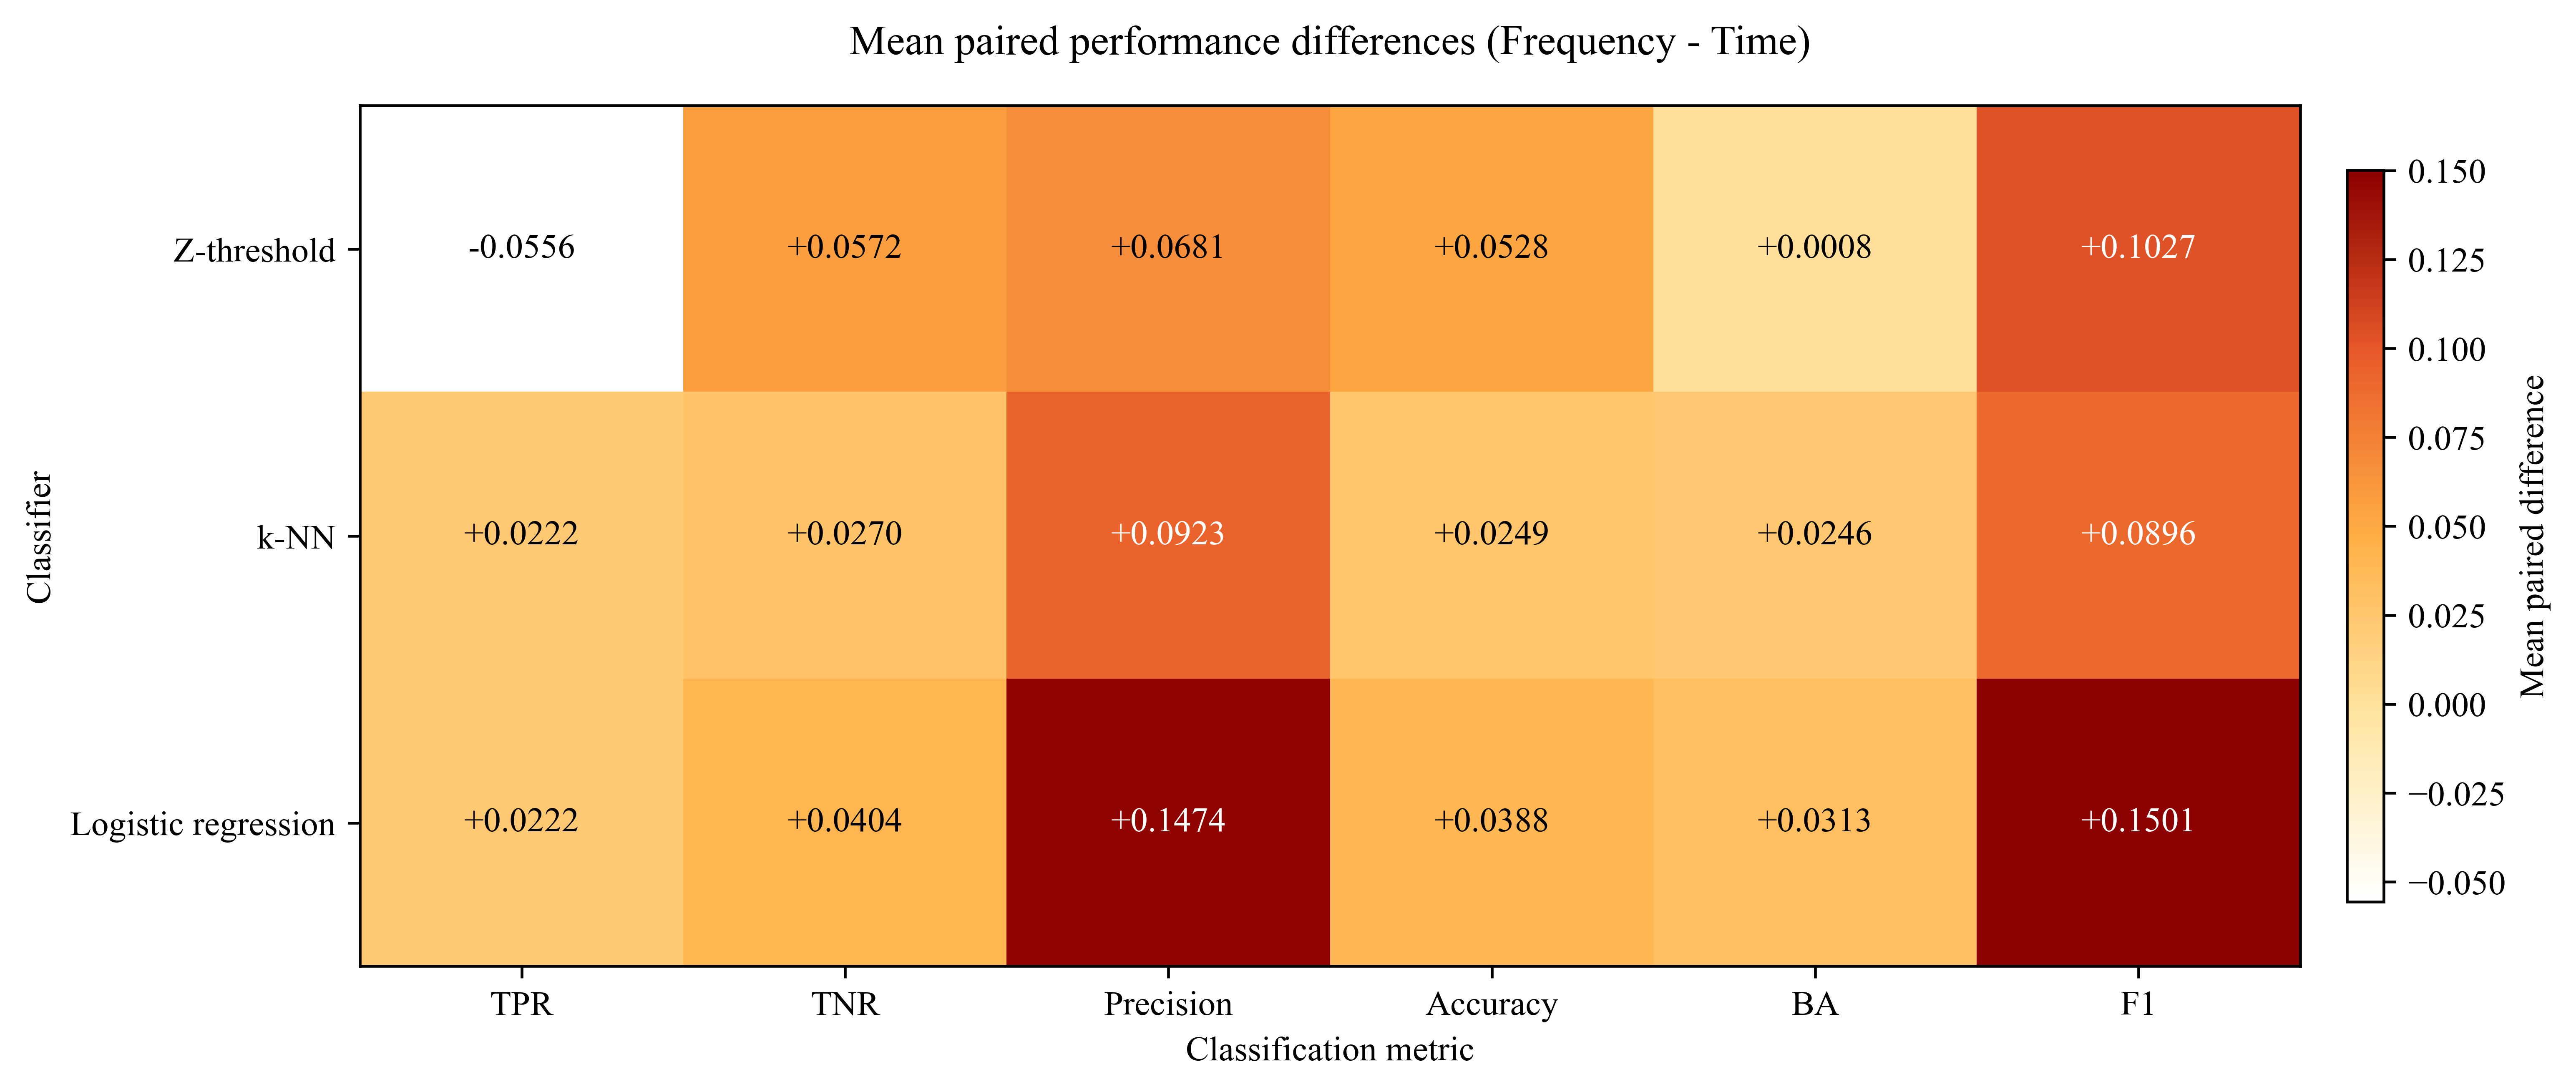 Mean paired performance differences (Frequency - Time)
Classifier
Z-threshold
-0.0556 +0.0572 +0.0681 +0.0528 +0.0008 +0.1027
k-NN
+0.0222 +0.0270 +0.0923 +0.0249 +0.0246 +0.0896
Logistic regression
+0.0222 +0.0404 +0.1474 +0.0388 +0.0313 +0.1501
TPR TNR Precision Accuracy BA F1
Classification metric
0.150
0.125
0.100
0.075
0.050
0.025
0.000
−0.025
−0.050
Mean paired difference